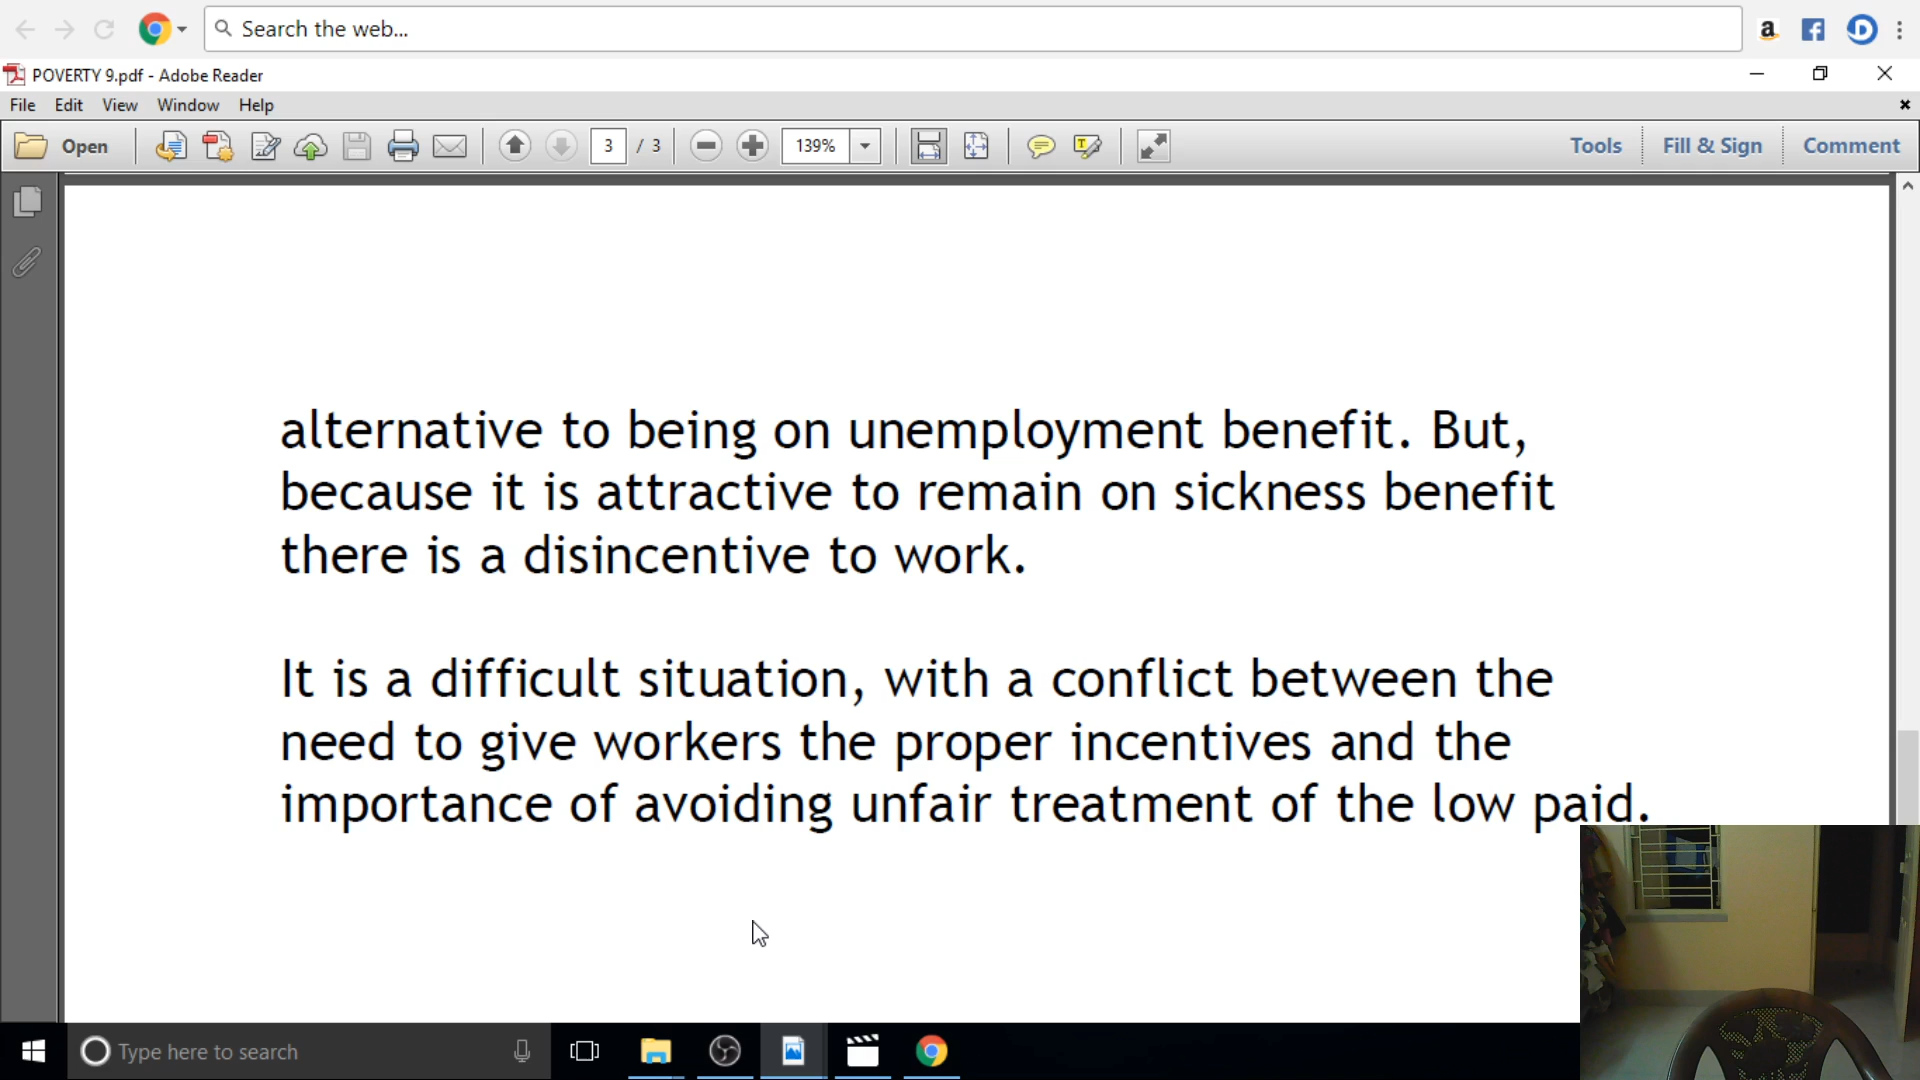 Search the web...
POVERTY 9.pdf - Adobe Reader
File Edit View Window Help
Open 3 / 3 139% Tools Fill & Sign Comment
alternative to being on unemployment benefit. But,
because it is attractive to remain on sickness benefit
there is a disincentive to work.
It is a difficult situation, with a conflict between the
need to give workers the proper incentives and the
importance of avoiding unfair treatment of the low paid.
Type here to search